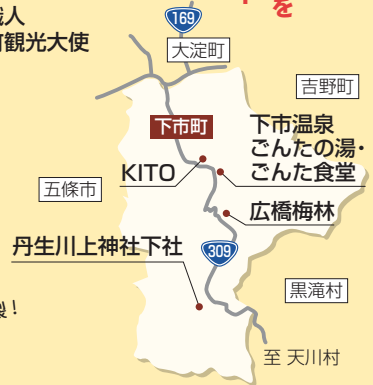 職人
町観光大使
169
を
大淀町
吉野町
下市町
下市温泉
ごんたの湯・
ごんた食堂
KITO
五條市
広橋梅林
丹生川上神社下社
309
黒滝村
！
至 天川村